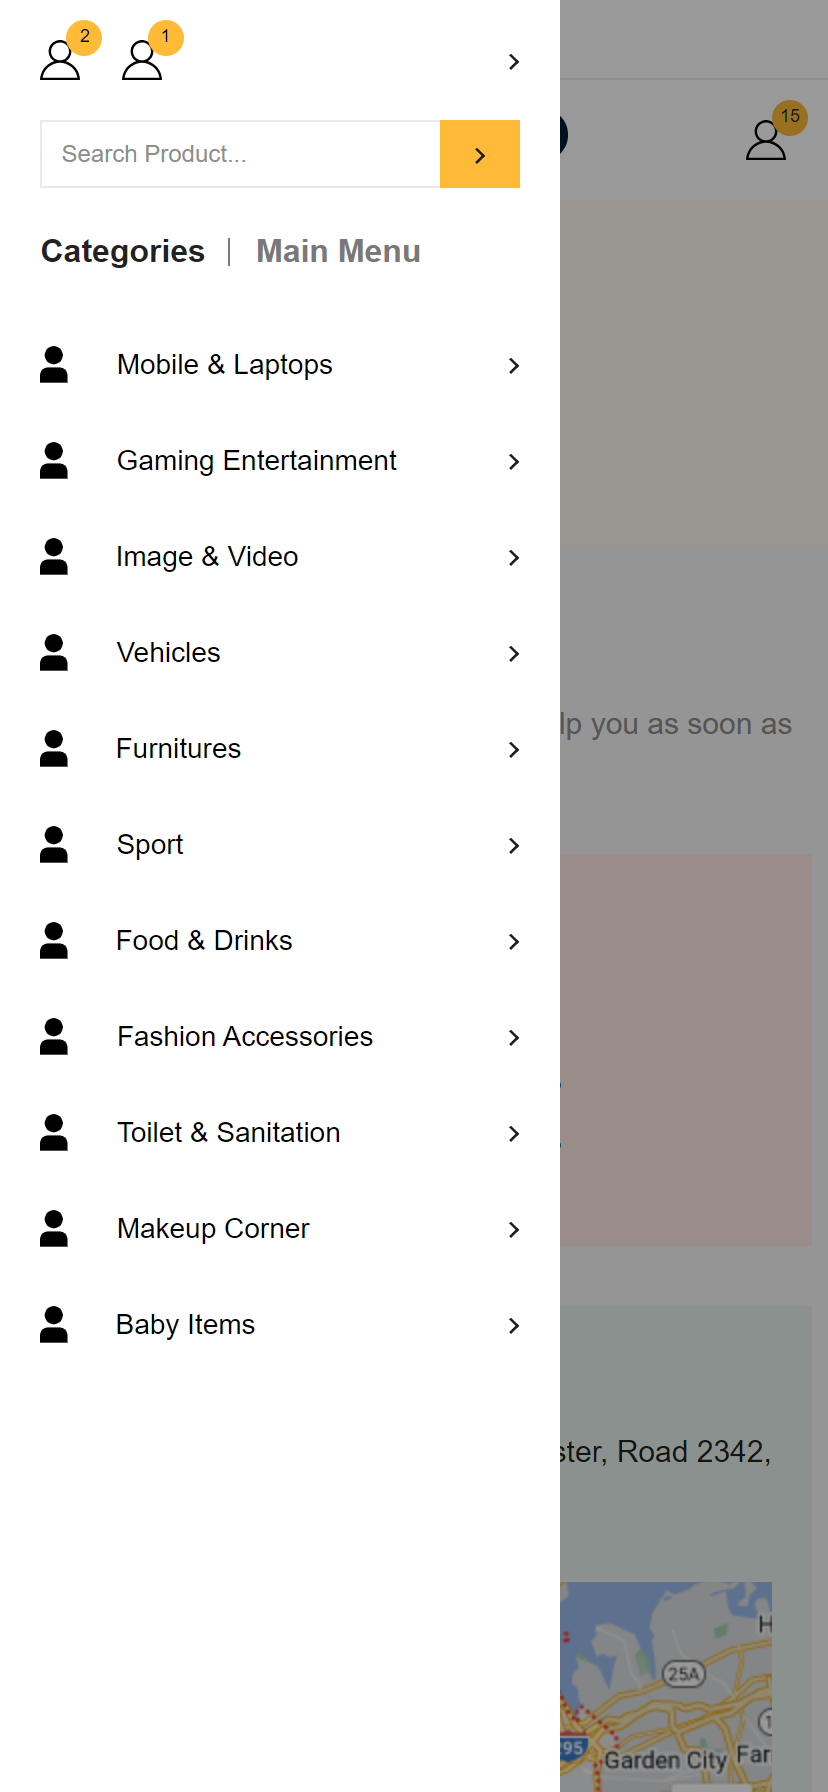 2
1
15
Search Product...
Categories | Main Menu
Mobile & Laptops
Gaming Entertainment
Image & Video
Vehicles
Furnitures
lp you as soon as
Sport
Food & Drinks
Fashion Accessories
Toilet & Sanitation
Makeup Corner
Baby Items
ster, Road 2342,
H
25A
1
295
Garden City Far